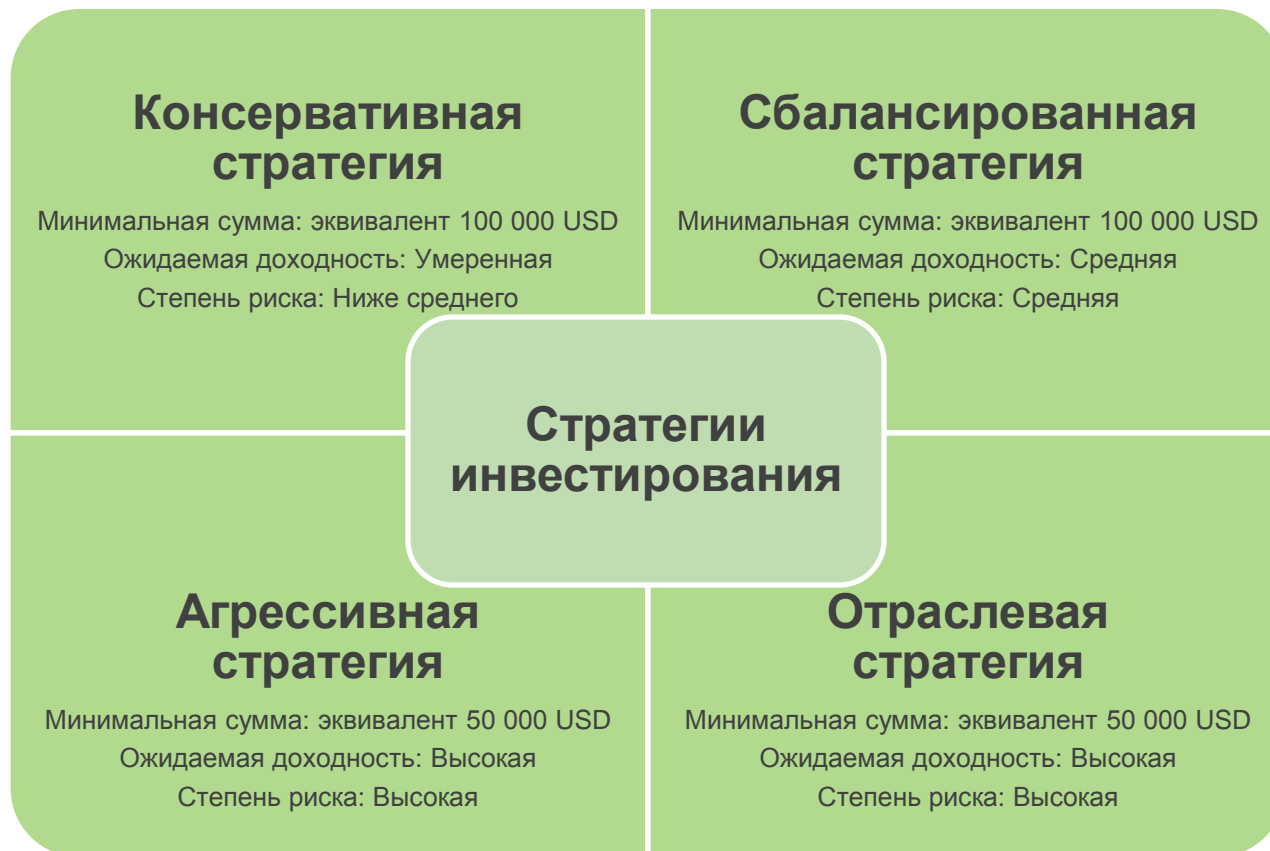 Консервативная
стратегия
Минимальная сумма: эквивалент 100 000 USD
Ожидаемая доходность: Умеренная
Степень риска: Ниже среднего
Сбалансированная
стратегия
Минимальная сумма: эквивалент 100 000 USD
Ожидаемая доходность: Средняя
Степень риска: Средняя
Стратегии
инвестирования
Агрессивная
стратегия
Минимальная сумма: эквивалент 50 000 USD
Ожидаемая доходность: Высокая
Степень риска: Высокая
Отраслевая
стратегия
Минимальная сумма: эквивалент 50 000 USD
Ожидаемая доходность: Высокая
Степень риска: Высокая